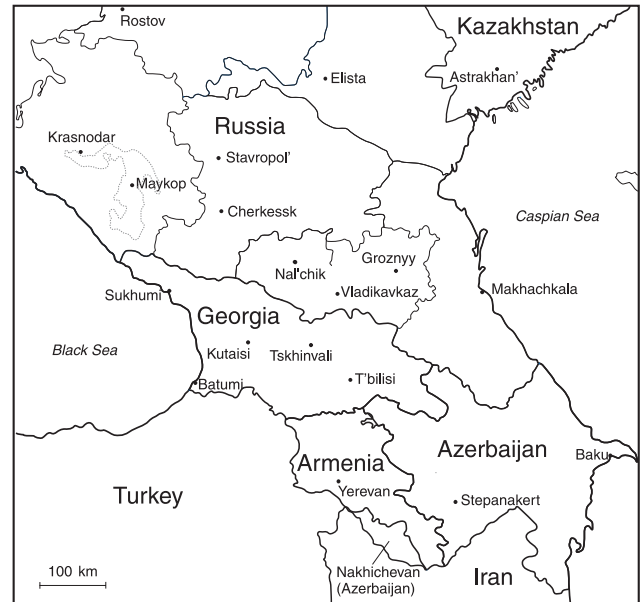 Rostov
Kazakhstan
Elista
Astrakhan'
Krasnodar
Russia
Stavropol'
Maykop
Cherkessk
Caspian Sea
Groznyy
Nal'chik
Vladikavkaz
Makhachkala
Sukhumi
Georgia
Black Sea
Kutaisi
Tskhinvali
Batumi
T'bilisi
Azerbaijan
Baku
Armenia
Yerevan
Turkey
Stepanakert
100 km
Nakhichevan
(Azerbaijan)
Iran